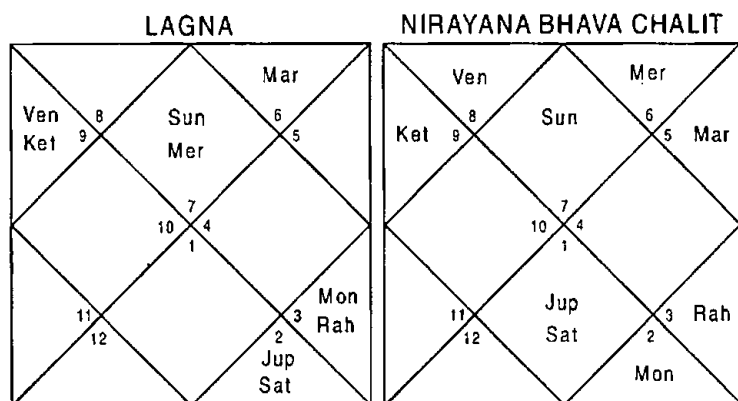 LAGNA
Mar
Ven
Ket
8
9
Sun
Mer
6
5
7
10 4
1
11
12
Mon
Rah
3
2
Jup
Sat
NIRAYANA BHAVA CHALIT
Ven
Mer
Ket
8
9
Sun
6
5
Mar
7
10 4
1
11
12
Jup
Sat
3
2
Rah
Mon